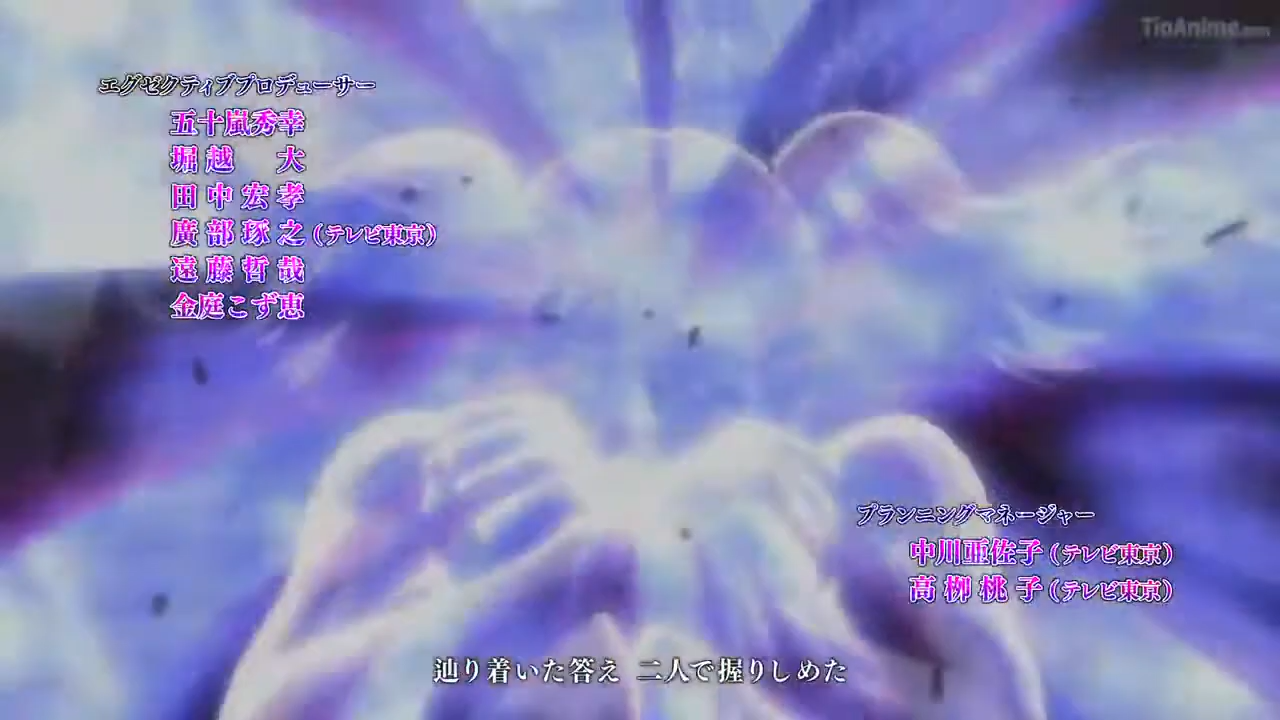 TioAnime.com
エグゼクティブプロデューサー
五十嵐秀幸
堀越 大
田中宏孝
廣部琢之(テレビ東京)
遠藤哲哉
金庭こず恵
プランニングマネージャー
中川亜佐子(テレビ東京)
高栁桃子(テレビ東京)
辿り着いた答え 二人で握りしめた